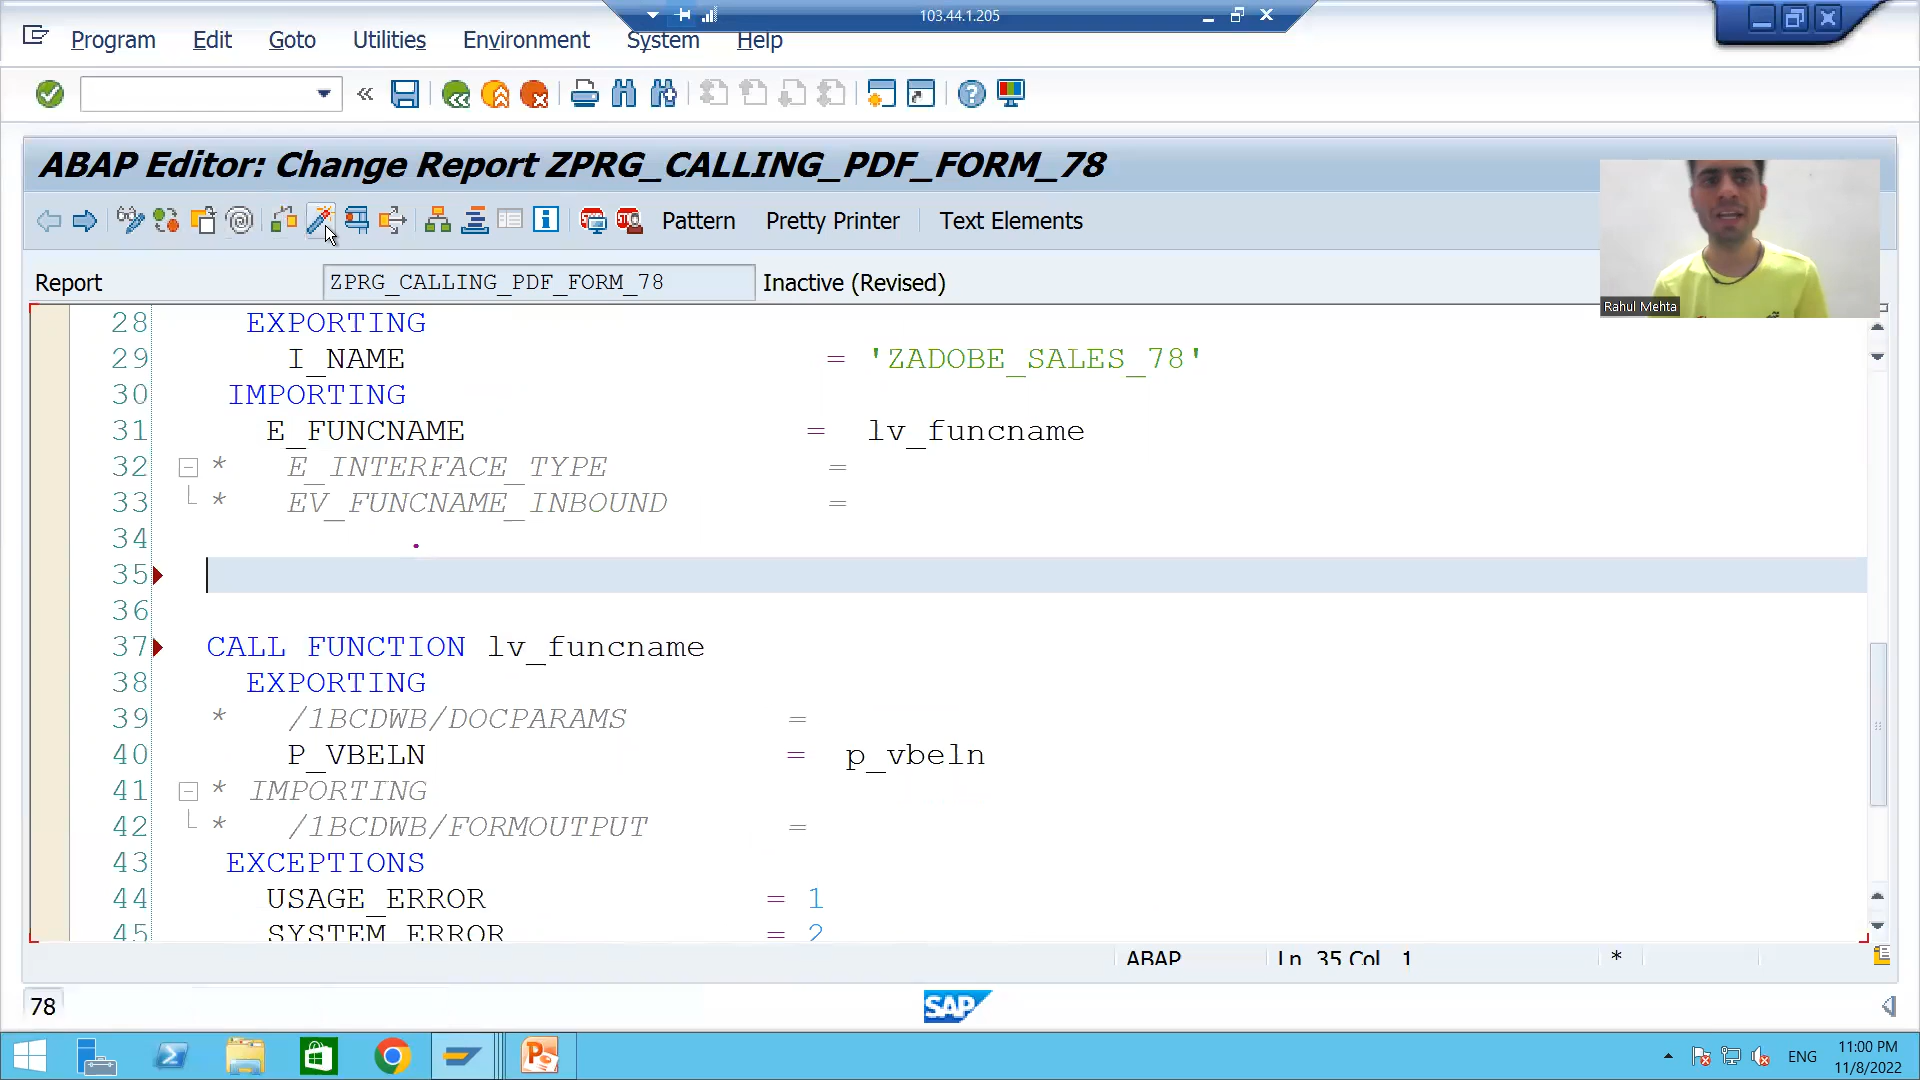 103.44.1.205
Program Edit Goto Utilities Environment System Help
ABAP Editor: Change Report ZPRG_CALLING_PDF_FORM_78
Pattern Pretty Printer Text Elements
Report ZPRG_CALLING_PDF_FORM_78 Inactive (Revised)
Rahul Mehta
28 EXPORTING
29 I_NAME = 'ZADOBE_SALES_78'
30 IMPORTING
31 E_FUNCNAME = lv_funcname
32 * E_INTERFACE_TYPE =
33 * EV_FUNCNAME_INBOUND =
34 .
35
36
37 CALL FUNCTION lv_funcname
38 EXPORTING
39 * /1BCDWB/DOCPARAMS =
40 P_VBELN = p_vbeln
41 * IMPORTING
42 * /1BCDWB/FORMOUTPUT =
43 EXCEPTIONS
44 USAGE_ERROR = 1
45 SYSTEM_ERROR = 2
ABAP Ln 35 Col 1 *
78
SAP
ENG
11:00 PM
11/8/2022